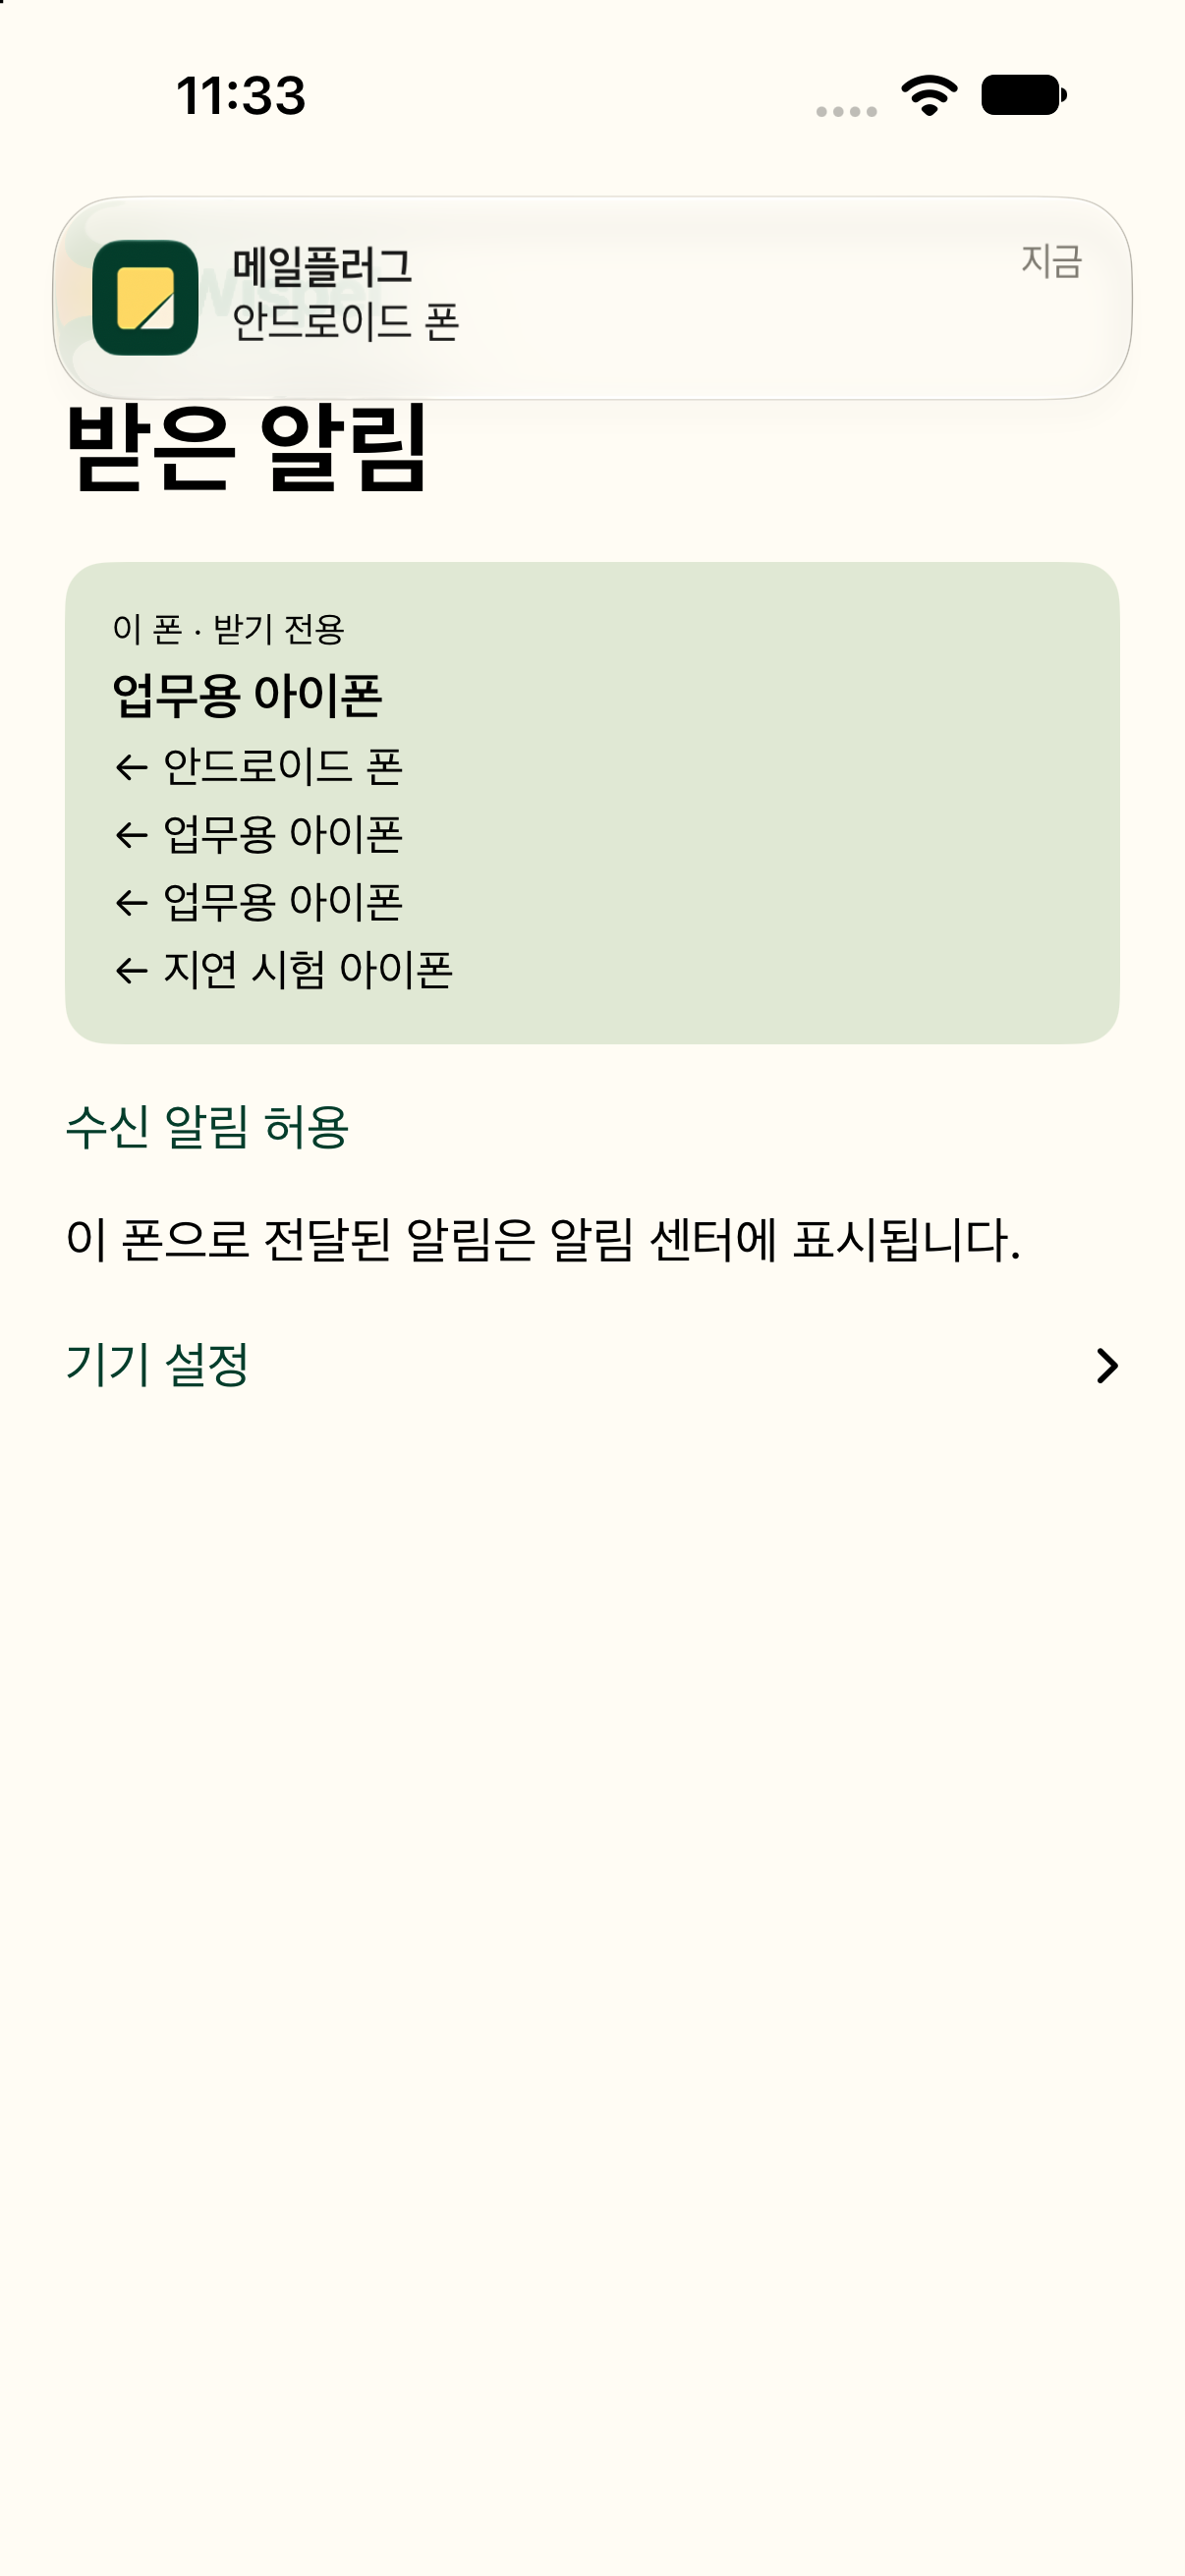 11:33
메일플러그
지금
안드로이드 폰
받은 알림
이 폰 · 받기 전용
업무용 아이폰
← 안드로이드 폰
← 업무용 아이폰
← 업무용 아이폰
← 지연 시험 아이폰
수신 알림 허용
이 폰으로 전달된 알림은 알림 센터에 표시됩니다.
기기 설정